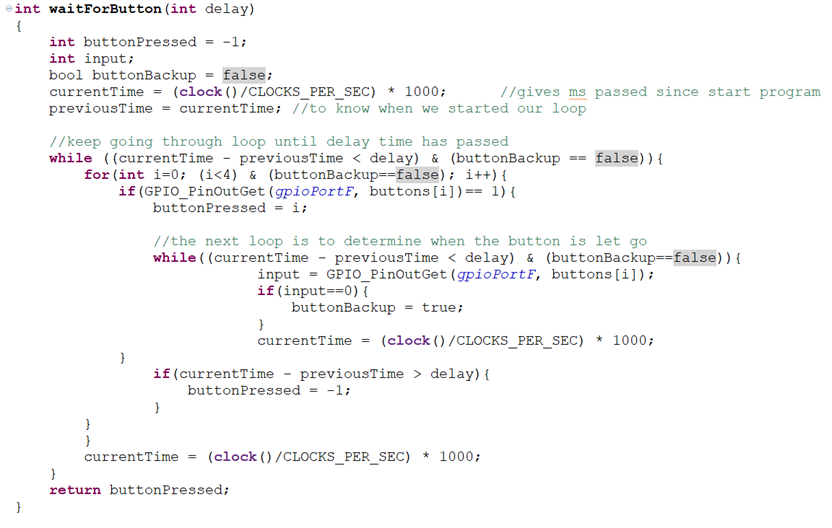 int waitForButton(int delay)
{
    int buttonPressed = -1;
    int input;
    bool buttonBackup = false;
    currentTime = (clock()/CLOCKS_PER_SEC) * 1000;      //gives ms passed since start program
    previousTime = currentTime; //to know when we started our loop

    //keep going through loop until delay time has passed
    while ((currentTime - previousTime < delay) & (buttonBackup == false)){
        for(int i=0; (i<4) & (buttonBackup==false); i++){
            if(GPIO_PinOutGet(gpioPortF, buttons[i])== 1){
                buttonPressed = i;

                //the next loop is to determine when the button is let go
                while((currentTime - previousTime < delay) & (buttonBackup==false)){
                            input = GPIO_PinOutGet(gpioPortF, buttons[i]);
                            if(input==0){
                                buttonBackup = true;
                            }
                            currentTime = (clock()/CLOCKS_PER_SEC) * 1000;
            }
                if(currentTime - previousTime > delay){
                    buttonPressed = -1;
                }
        }
        }
        currentTime = (clock()/CLOCKS_PER_SEC) * 1000;
    }
    return buttonPressed;
}